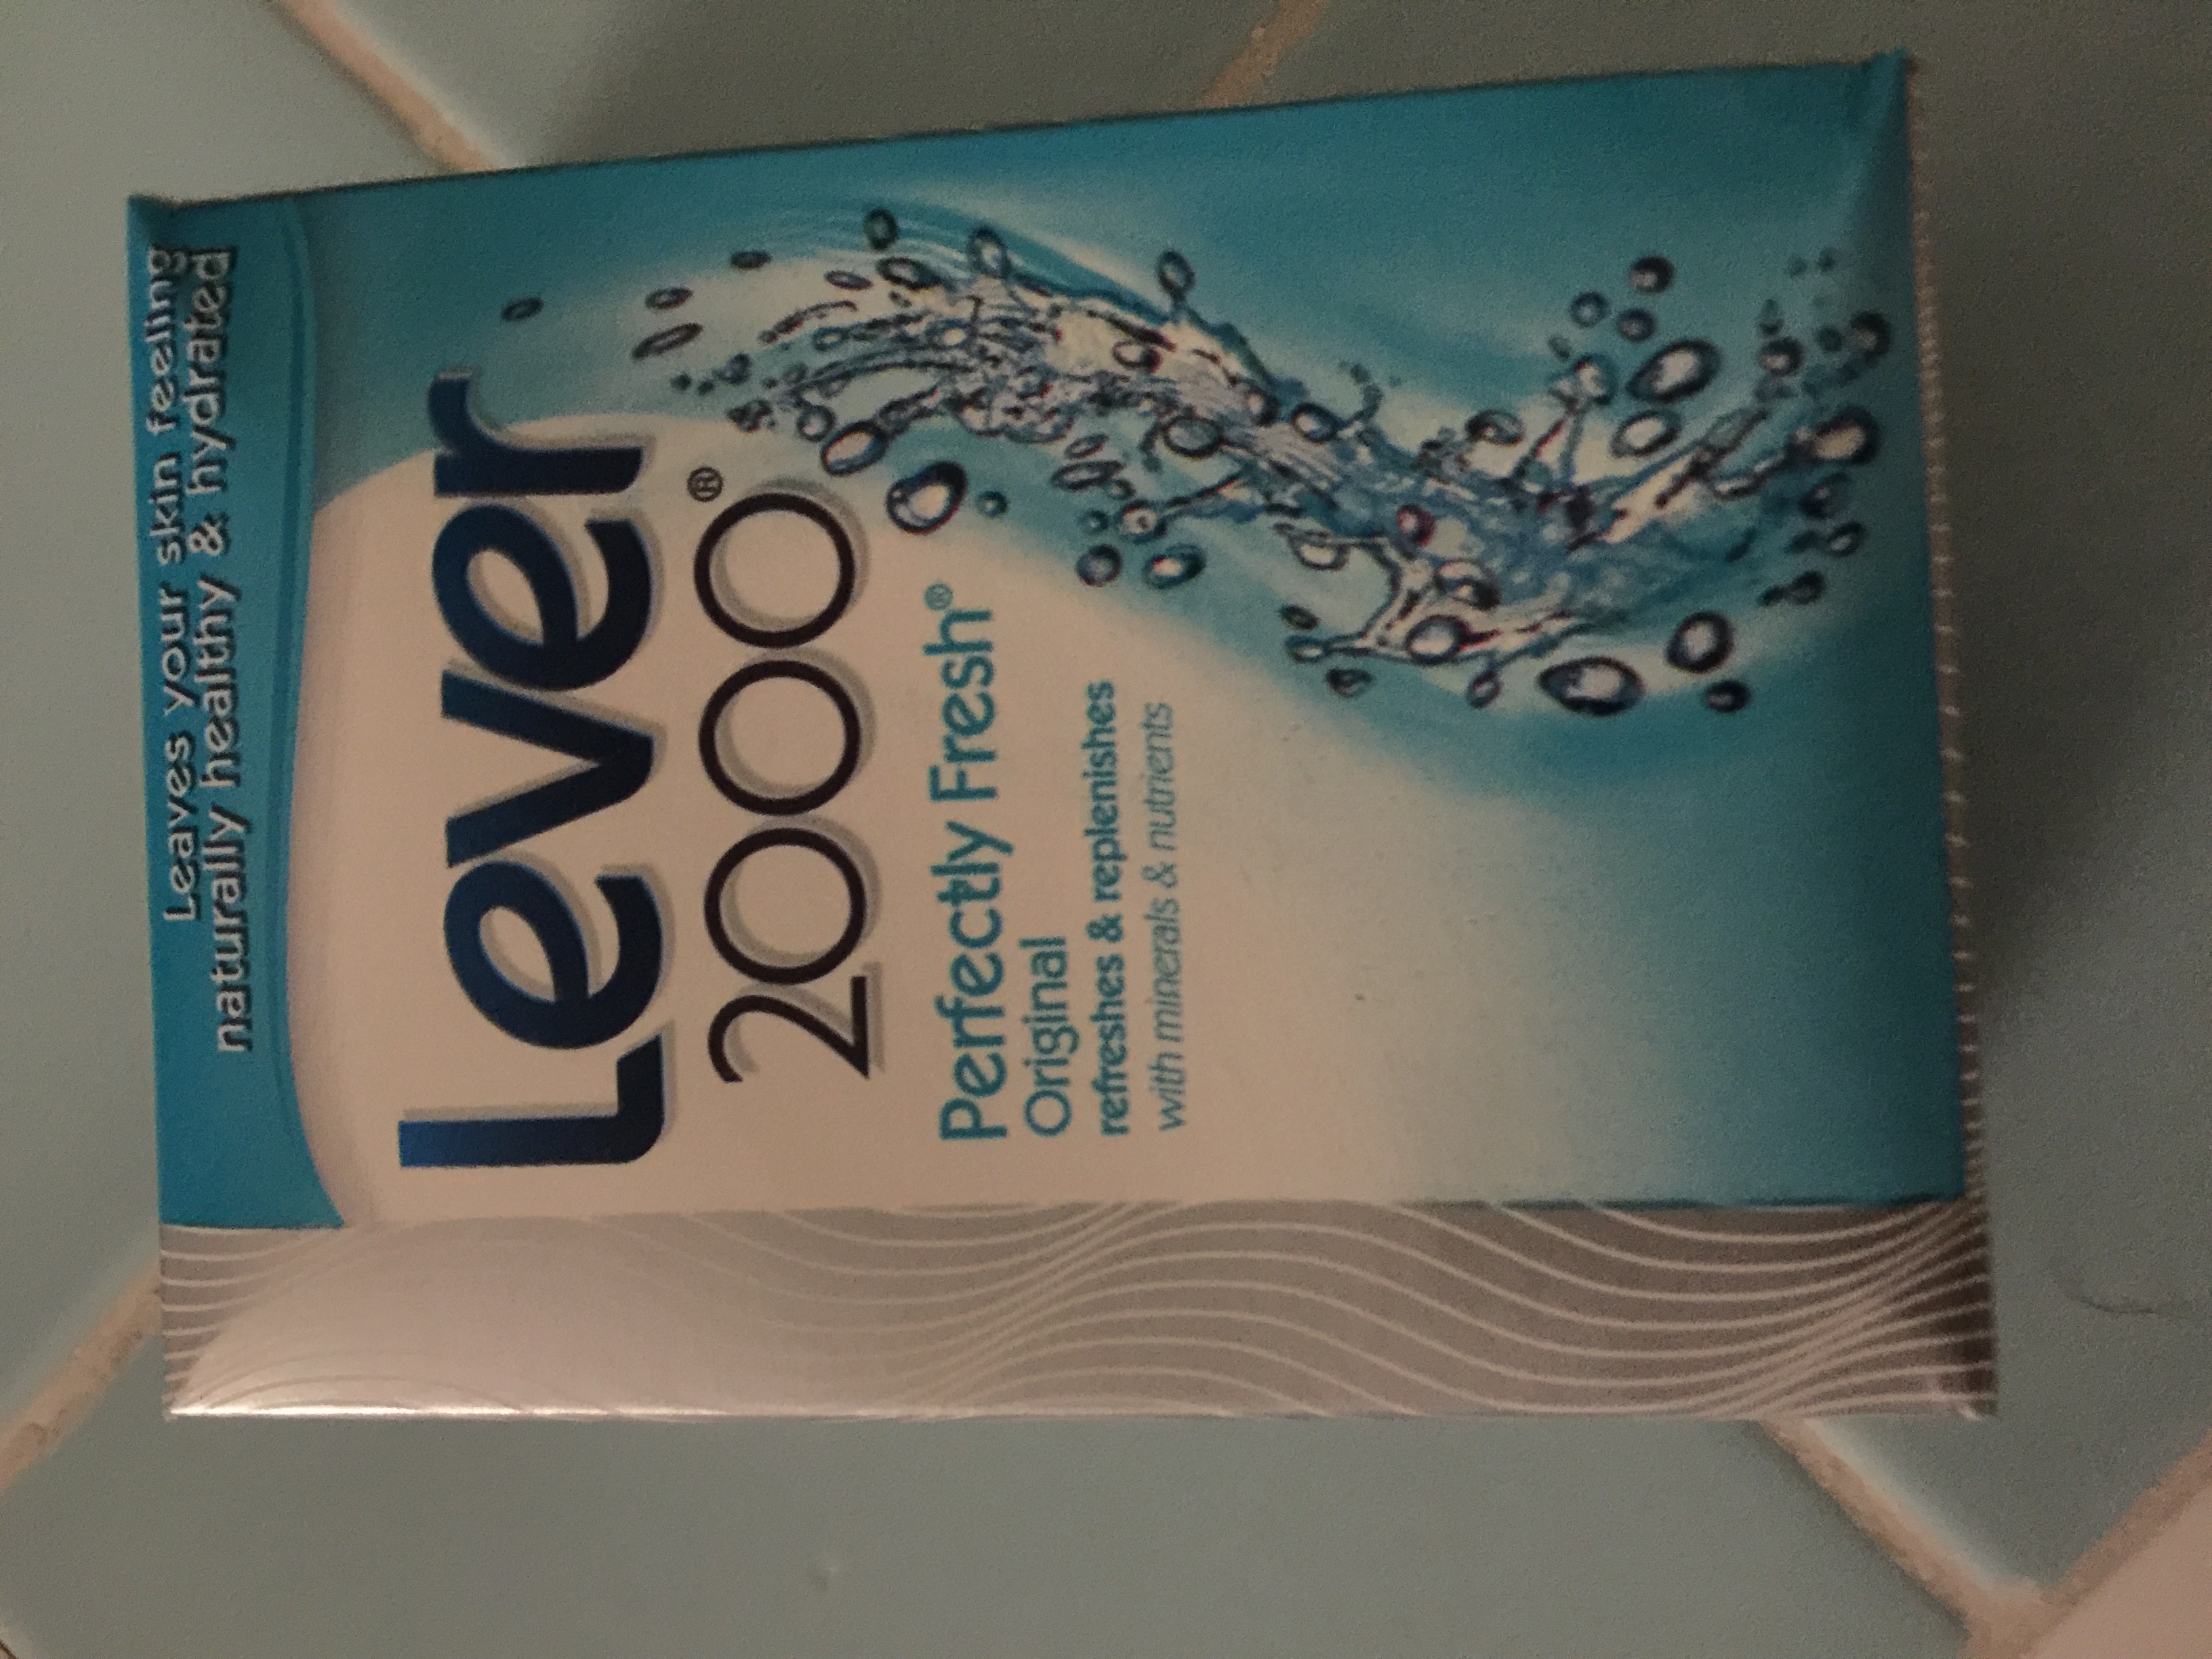 Leaves your skin feeling
naturally healthy & hydrated
Lever
2000®
Perfectly Fresh®
Original
refreshes & replenishes
with minerals & nutrients